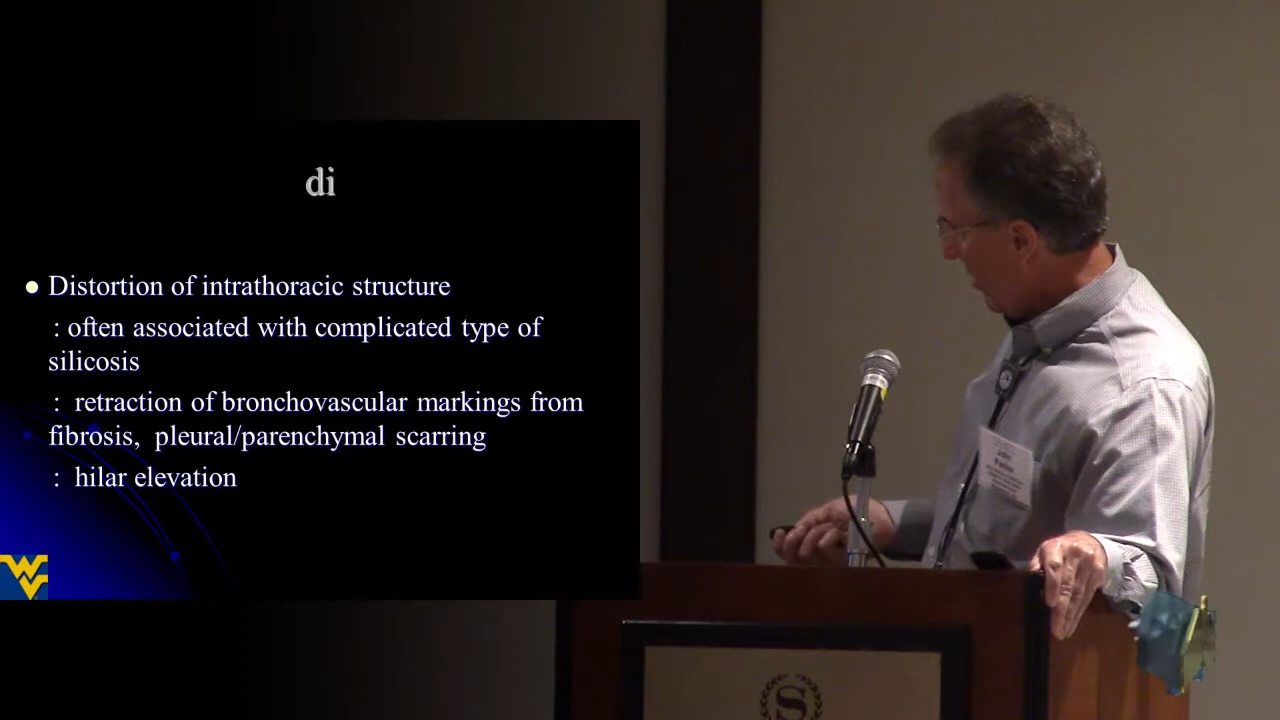 di
● Distortion of intrathoracic structure
: often associated with complicated type of
silicosis
: retraction of bronchovascular markings from
fibrosis, pleural/parenchymal scarring
: hilar elevation
WV
S